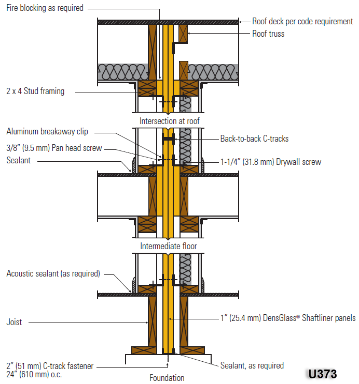 Fire blocking as required
Roof deck per code requirement
Roof truss
2 x 4 Stud framing
Intersection at roof
Aluminum breakaway clip
Back-to-back C-tracks
3/8" (9.5 mm) Pan head screw
1-1/4" (31.8 mm) Drywall screw
Sealant
Intermediate floor
Acoustic sealant (as required)
Joist
1" (25.4 mm) DensGlass® Shaftliner panels
2" (51 mm) C-track fastener
24" (610 mm) o.c.
Sealant, as required
Foundation
U373